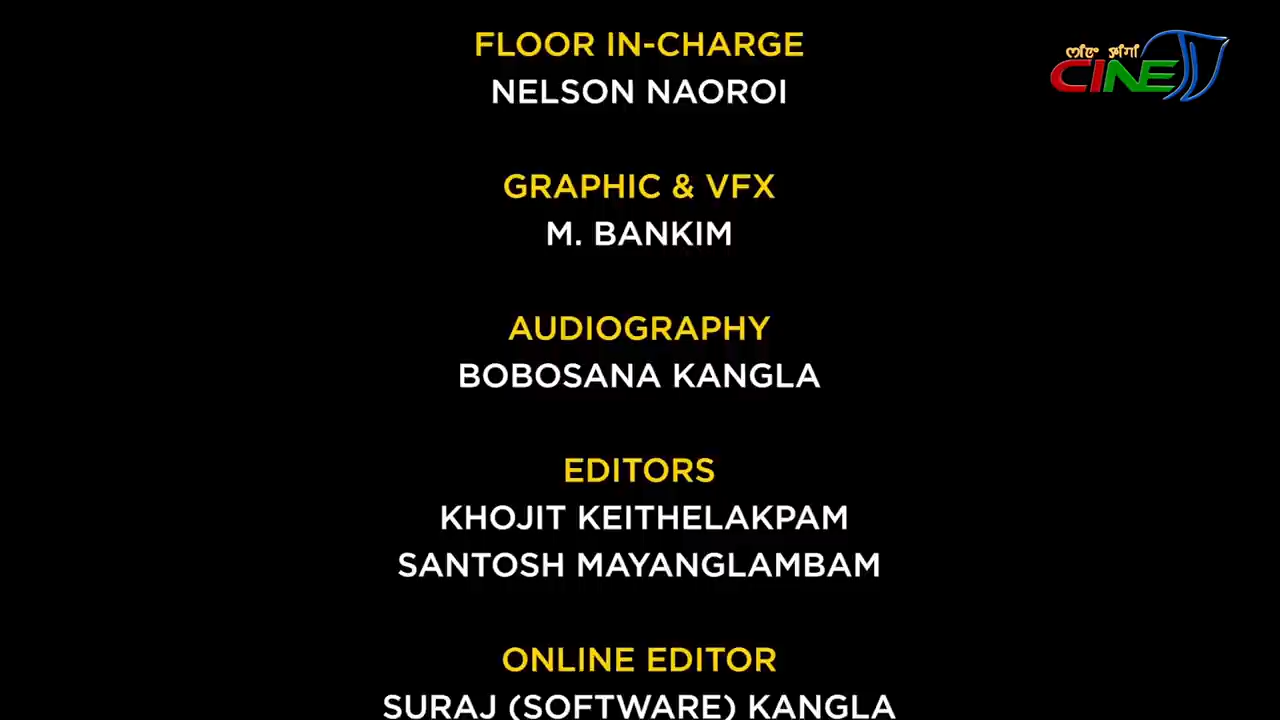 FLOOR IN-CHARGE
NELSON NAOROI
GRAPHIC & VFX
M. BANKIM
AUDIOGRAPHY
BOBOSANA KANGLA
EDITORS
KHOJIT KEITHELAKPAM
SANTOSH MAYANGLAMBAM
ONLINE EDITOR
SURAJ (SOFTWARE) KANGLA
CINE